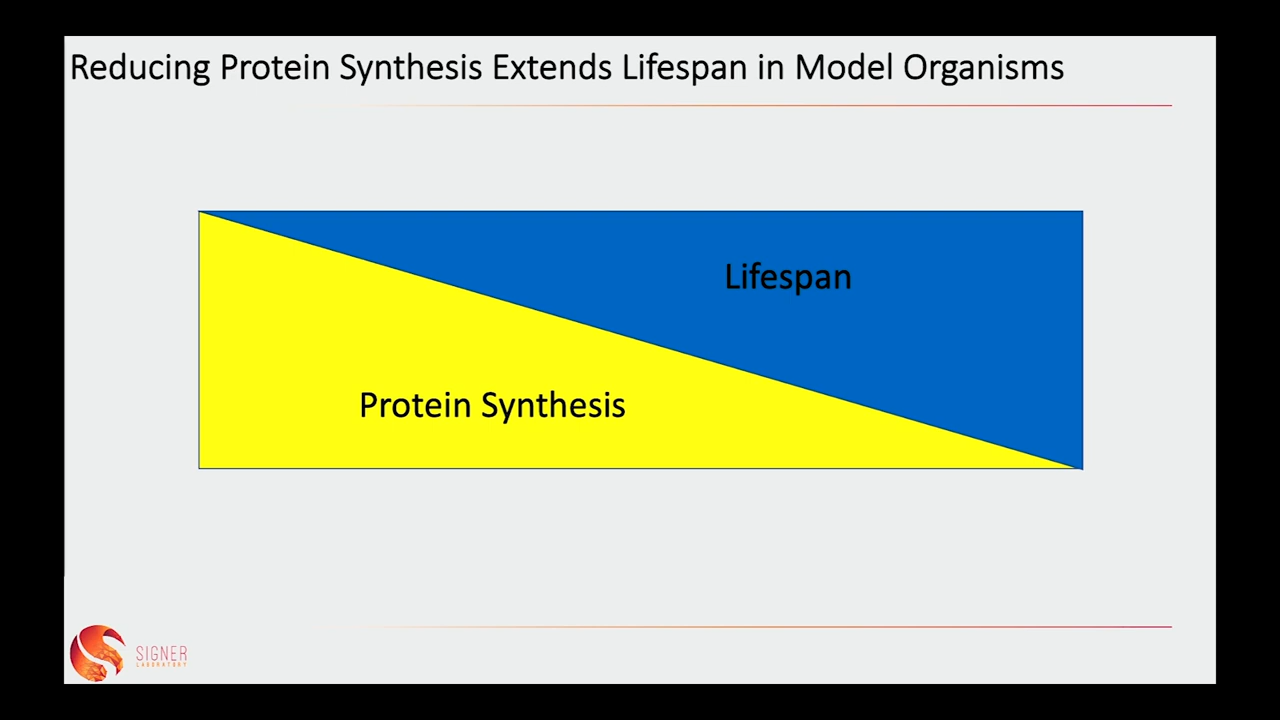 Reducing Protein Synthesis Extends Lifespan in Model Organisms
Lifespan
Protein Synthesis
SIGNER
LABORATORY